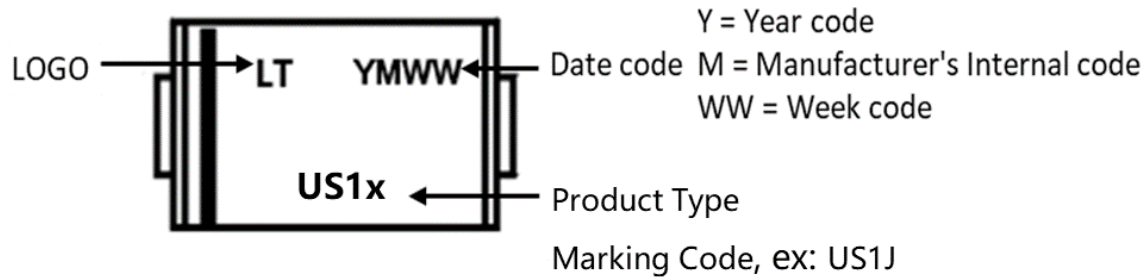 Y = Year code
LOGO LT YMWW Date code M = Manufacturer's Internal code
WW = Week code
US1x Product Type
Marking Code, ex: US1J